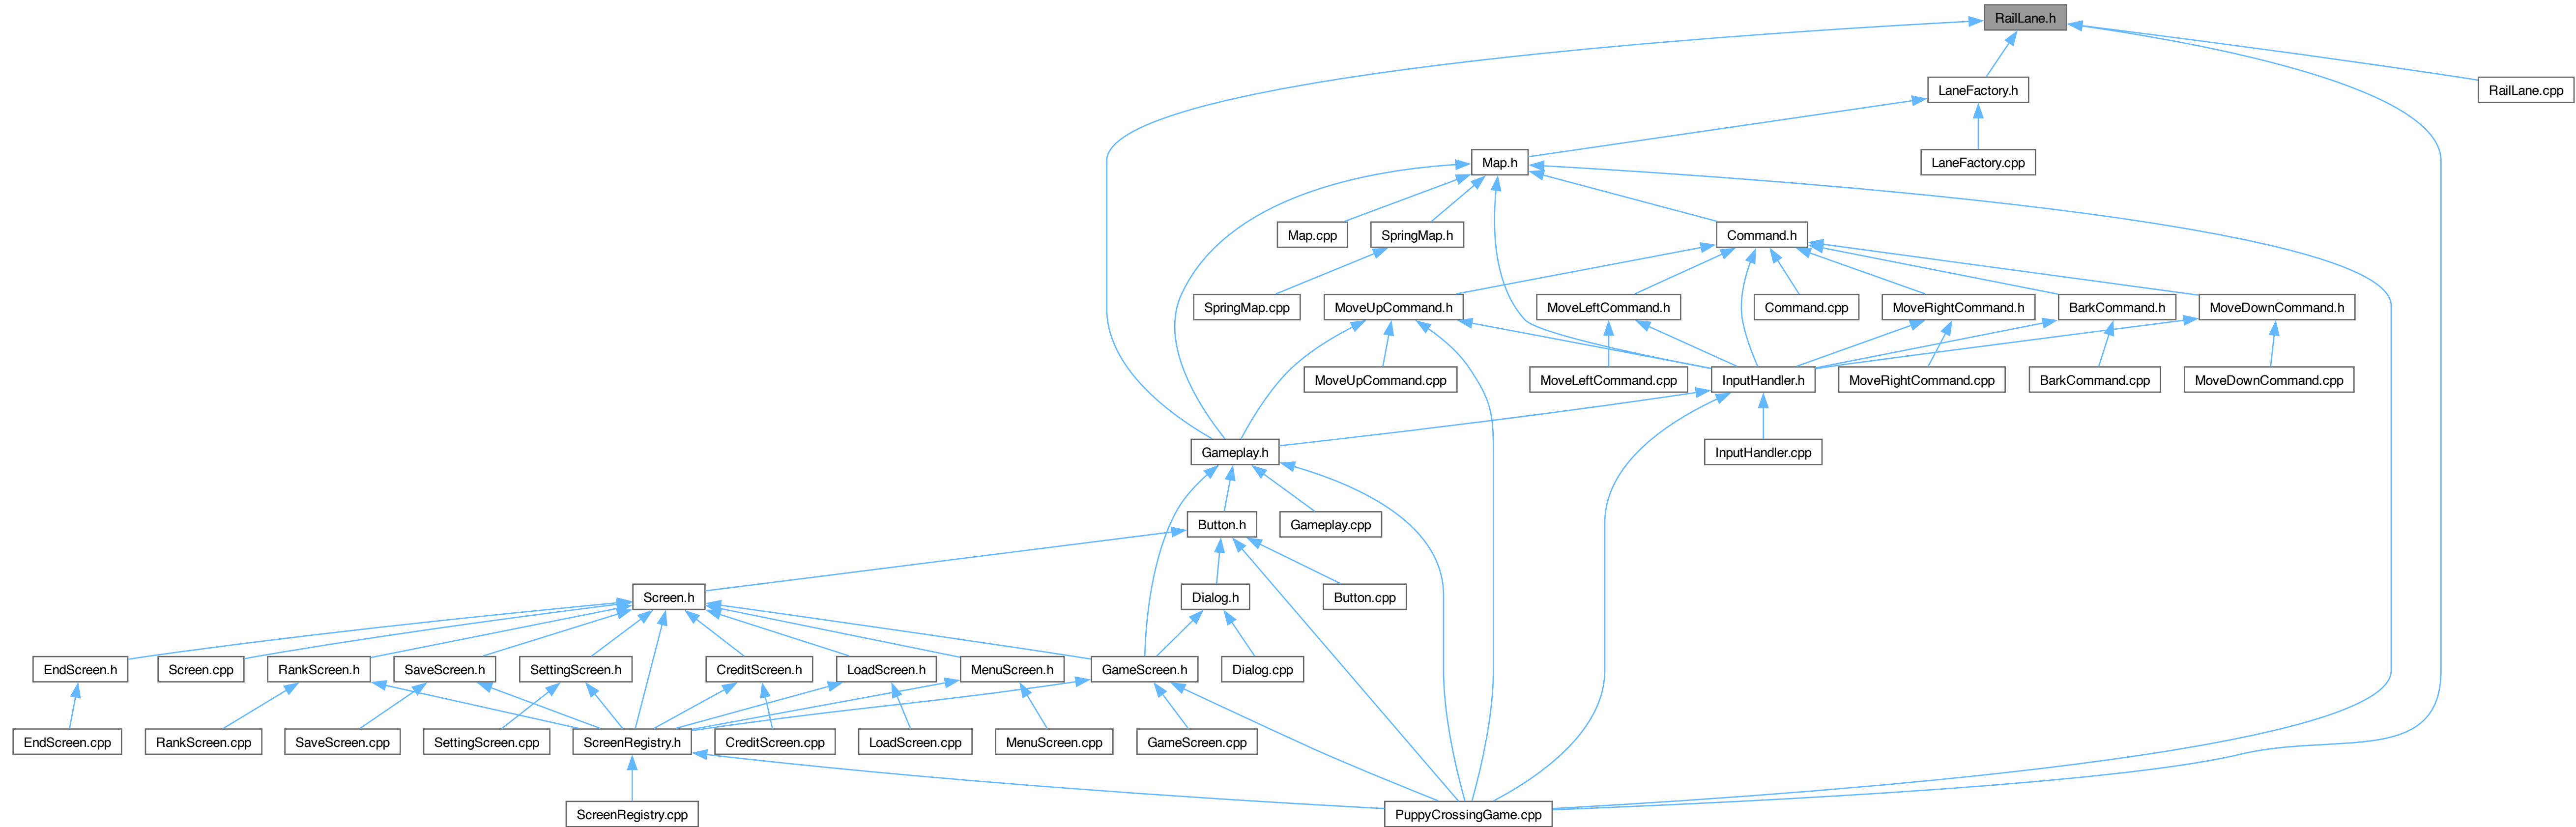 RailLane.h
LaneFactory.h
RailLane.cpp
Map.h
LaneFactory.cpp
Map.cpp
SpringMap.h
Command.h
SpringMap.cpp
MoveUpCommand.h
MoveLeftCommand.h
Command.cpp
MoveRightCommand.h
BarkCommand.h
MoveDownCommand.h
MoveUpCommand.cpp
MoveLeftCommand.cpp
InputHandler.h
MoveRightCommand.cpp
BarkCommand.cpp
MoveDownCommand.cpp
Gameplay.h
InputHandler.cpp
Button.h
Gameplay.cpp
Screen.h
Dialog.h
Button.cpp
EndScreen.h
Screen.cpp
RankScreen.h
SaveScreen.h
SettingScreen.h
CreditScreen.h
LoadScreen.h
MenuScreen.h
GameScreen.h
Dialog.cpp
EndScreen.cpp
RankScreen.cpp
SaveScreen.cpp
SettingScreen.cpp
ScreenRegistry.h
CreditScreen.cpp
LoadScreen.cpp
MenuScreen.cpp
GameScreen.cpp
ScreenRegistry.cpp
PuppyCrossingGame.cpp